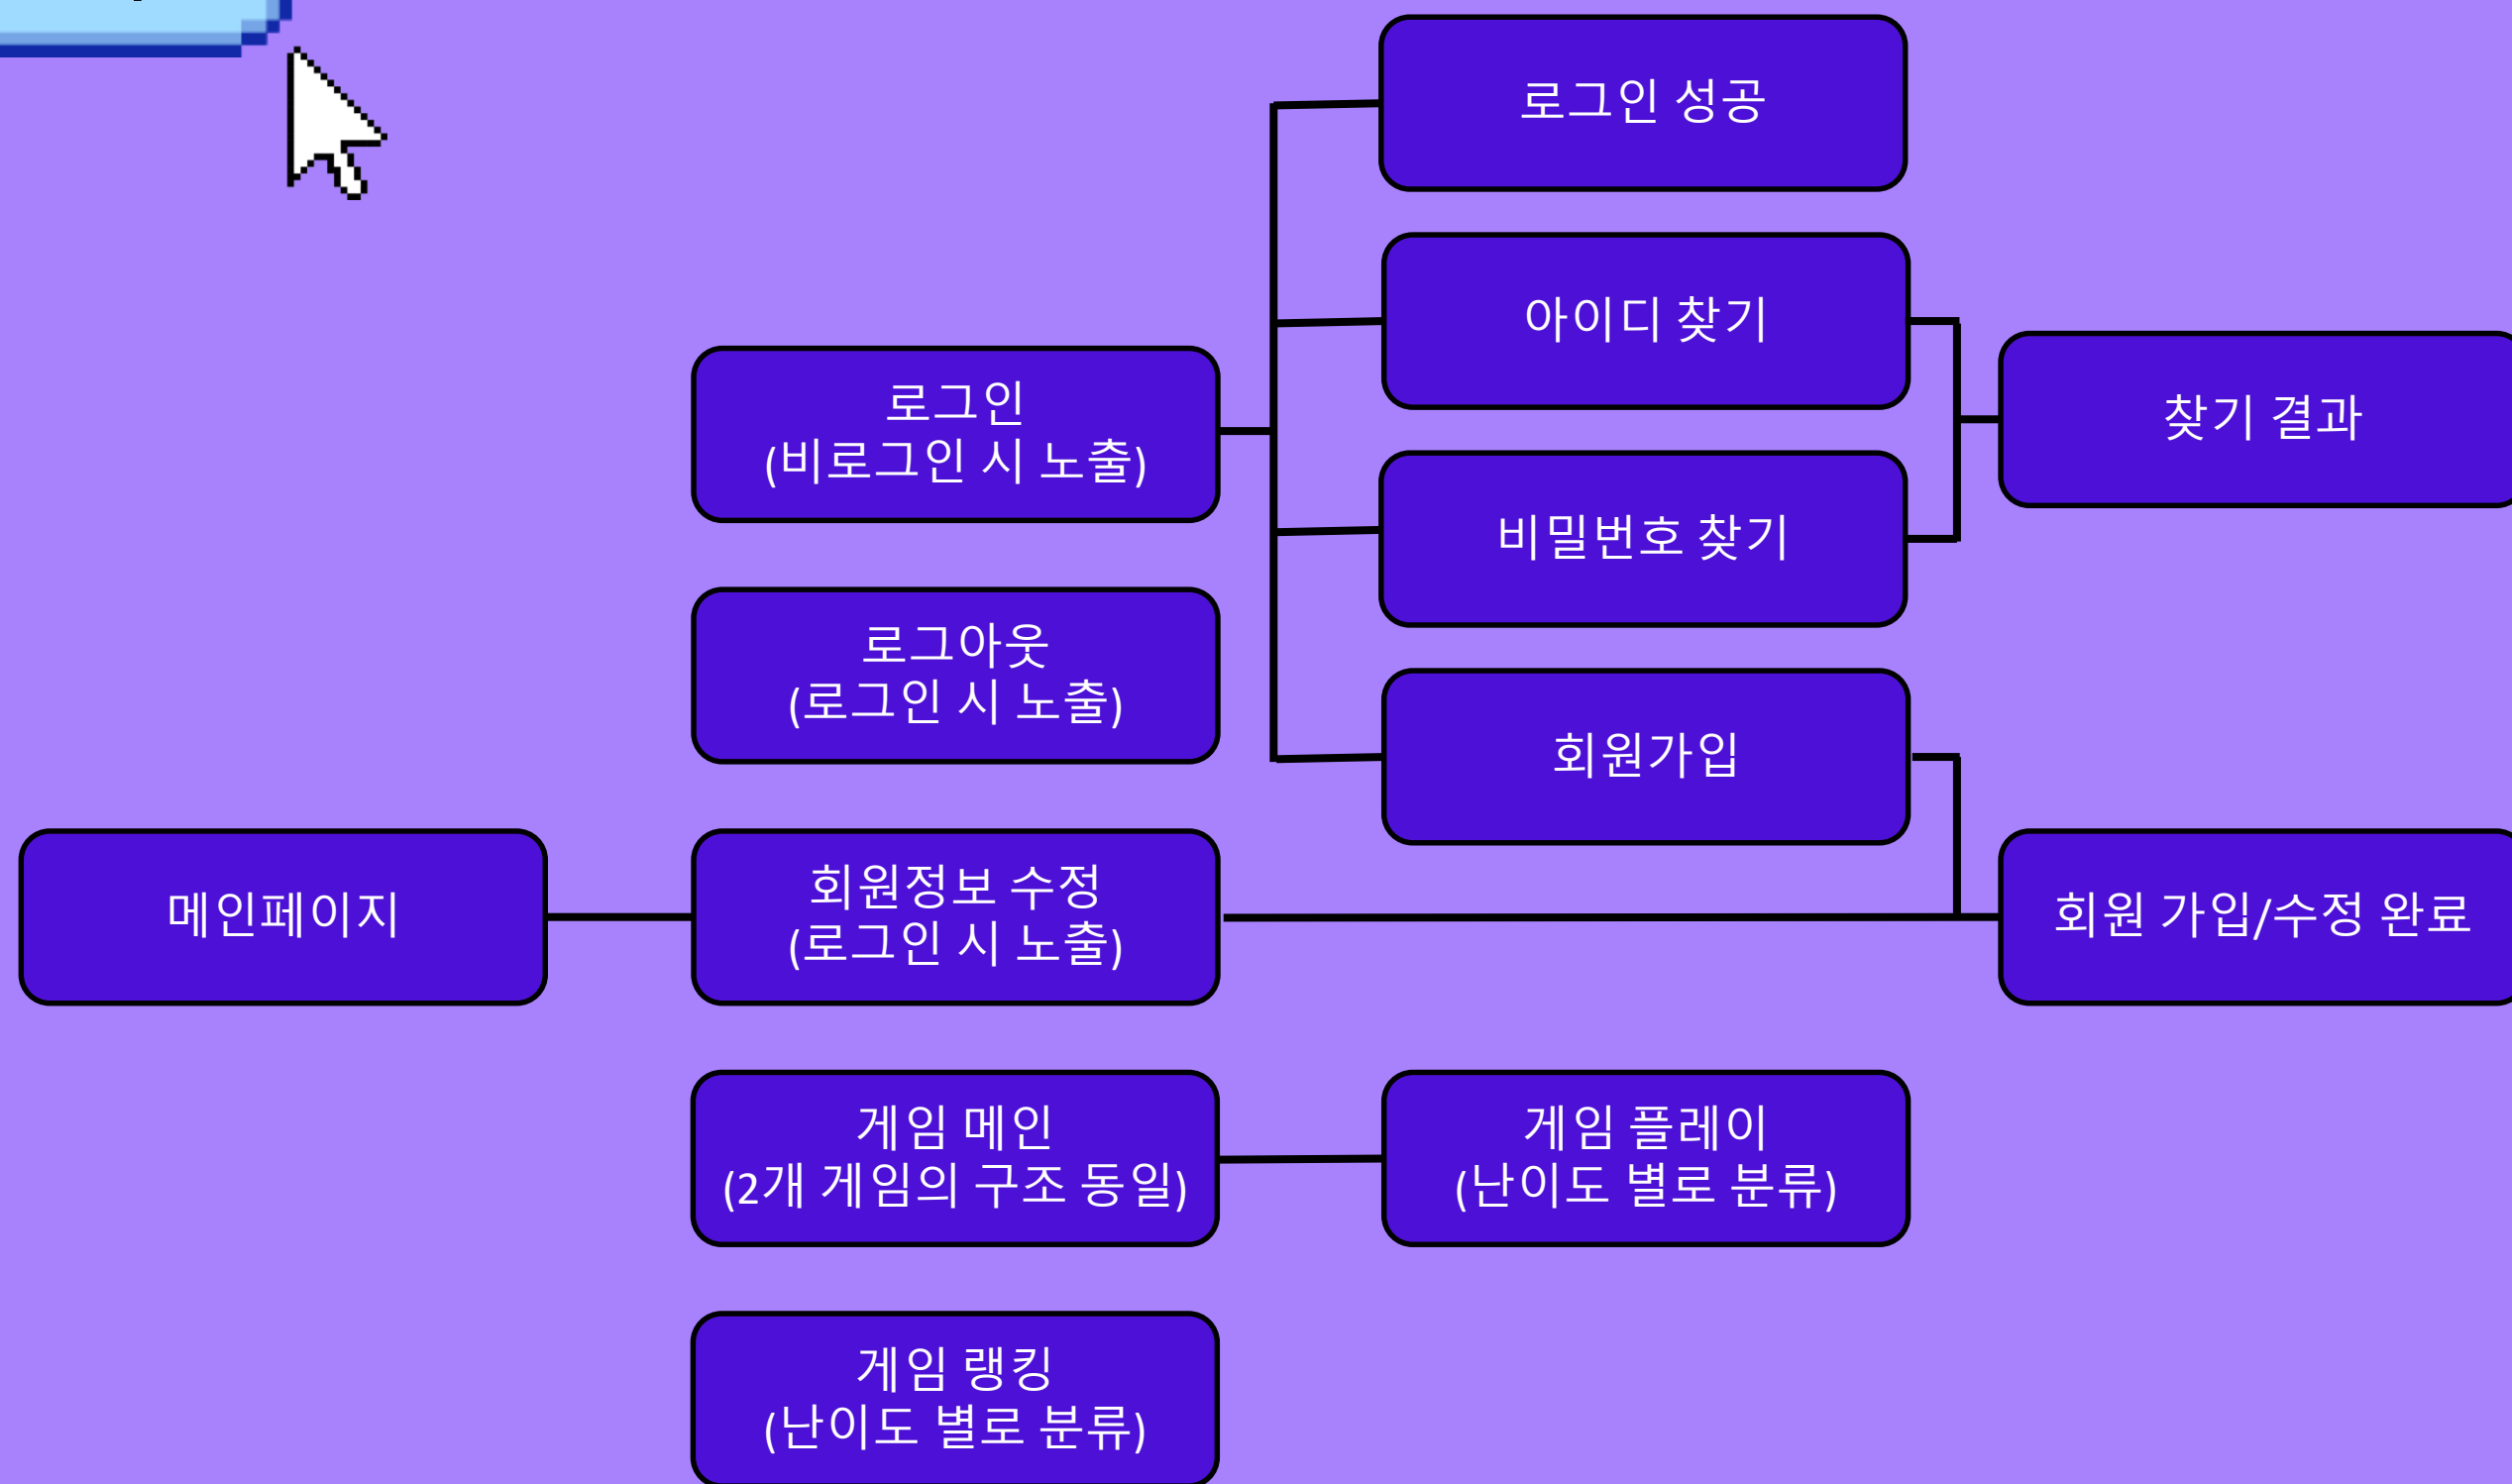 로그인 성공
아이디 찾기
로그인
(비로그인 시 노출)
찾기 결과
비밀번호 찾기
로그아웃
(로그인 시 노출)
회원가입
메인페이지
회원정보 수정
(로그인 시 노출)
회원 가입/수정 완료
게임 메인
(2개 게임의 구조 동일)
게임 플레이
(난이도 별로 분류)
게임 랭킹
(난이도 별로 분류)